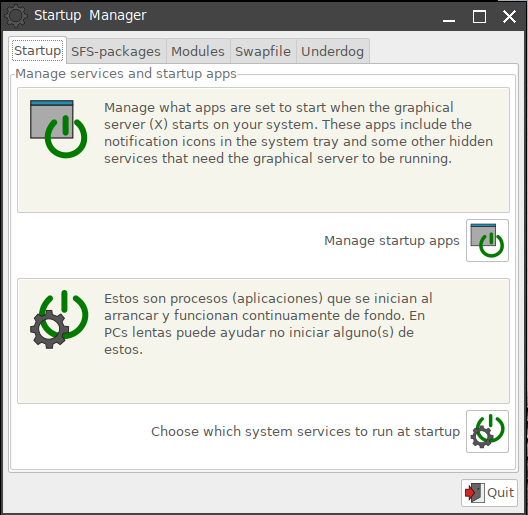 Startup Manager
Startup SFS-packages Modules Swapfile Underdog
Manage services and startup apps
Manage what apps are set to start when the graphical
server (X) starts on your system. These apps include the
notification icons in the system tray and some other hidden
services that need the graphical server to be running.
Manage startup apps
Estos son procesos (aplicaciones) que se inician al
arrancar y funcionan continuamente de fondo. En
PCs lentas puede ayudar no iniciar alguno(s) de
estos.
Choose which system services to run at startup
Quit